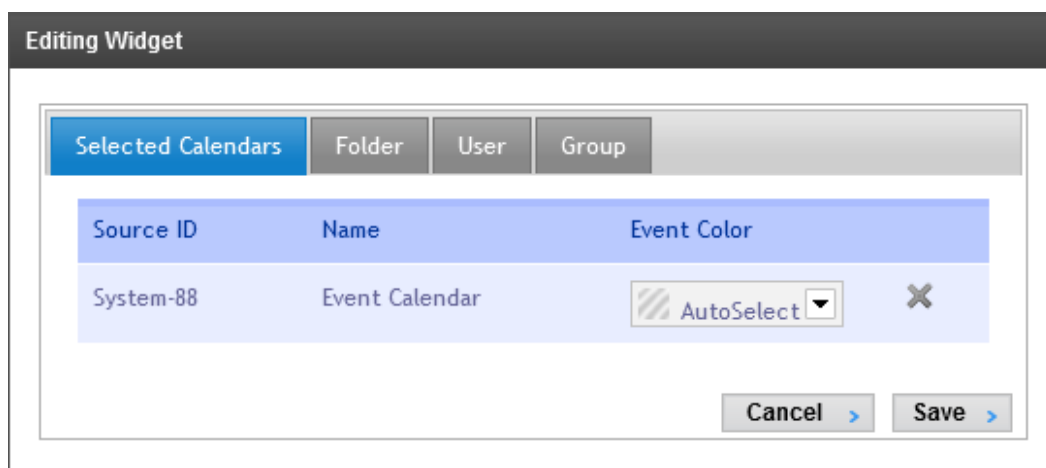 Editing Widget
Selected Calendars Folder User Group
Source ID Name Event Color
System-88 Event Calendar AutoSelect
Cancel Save